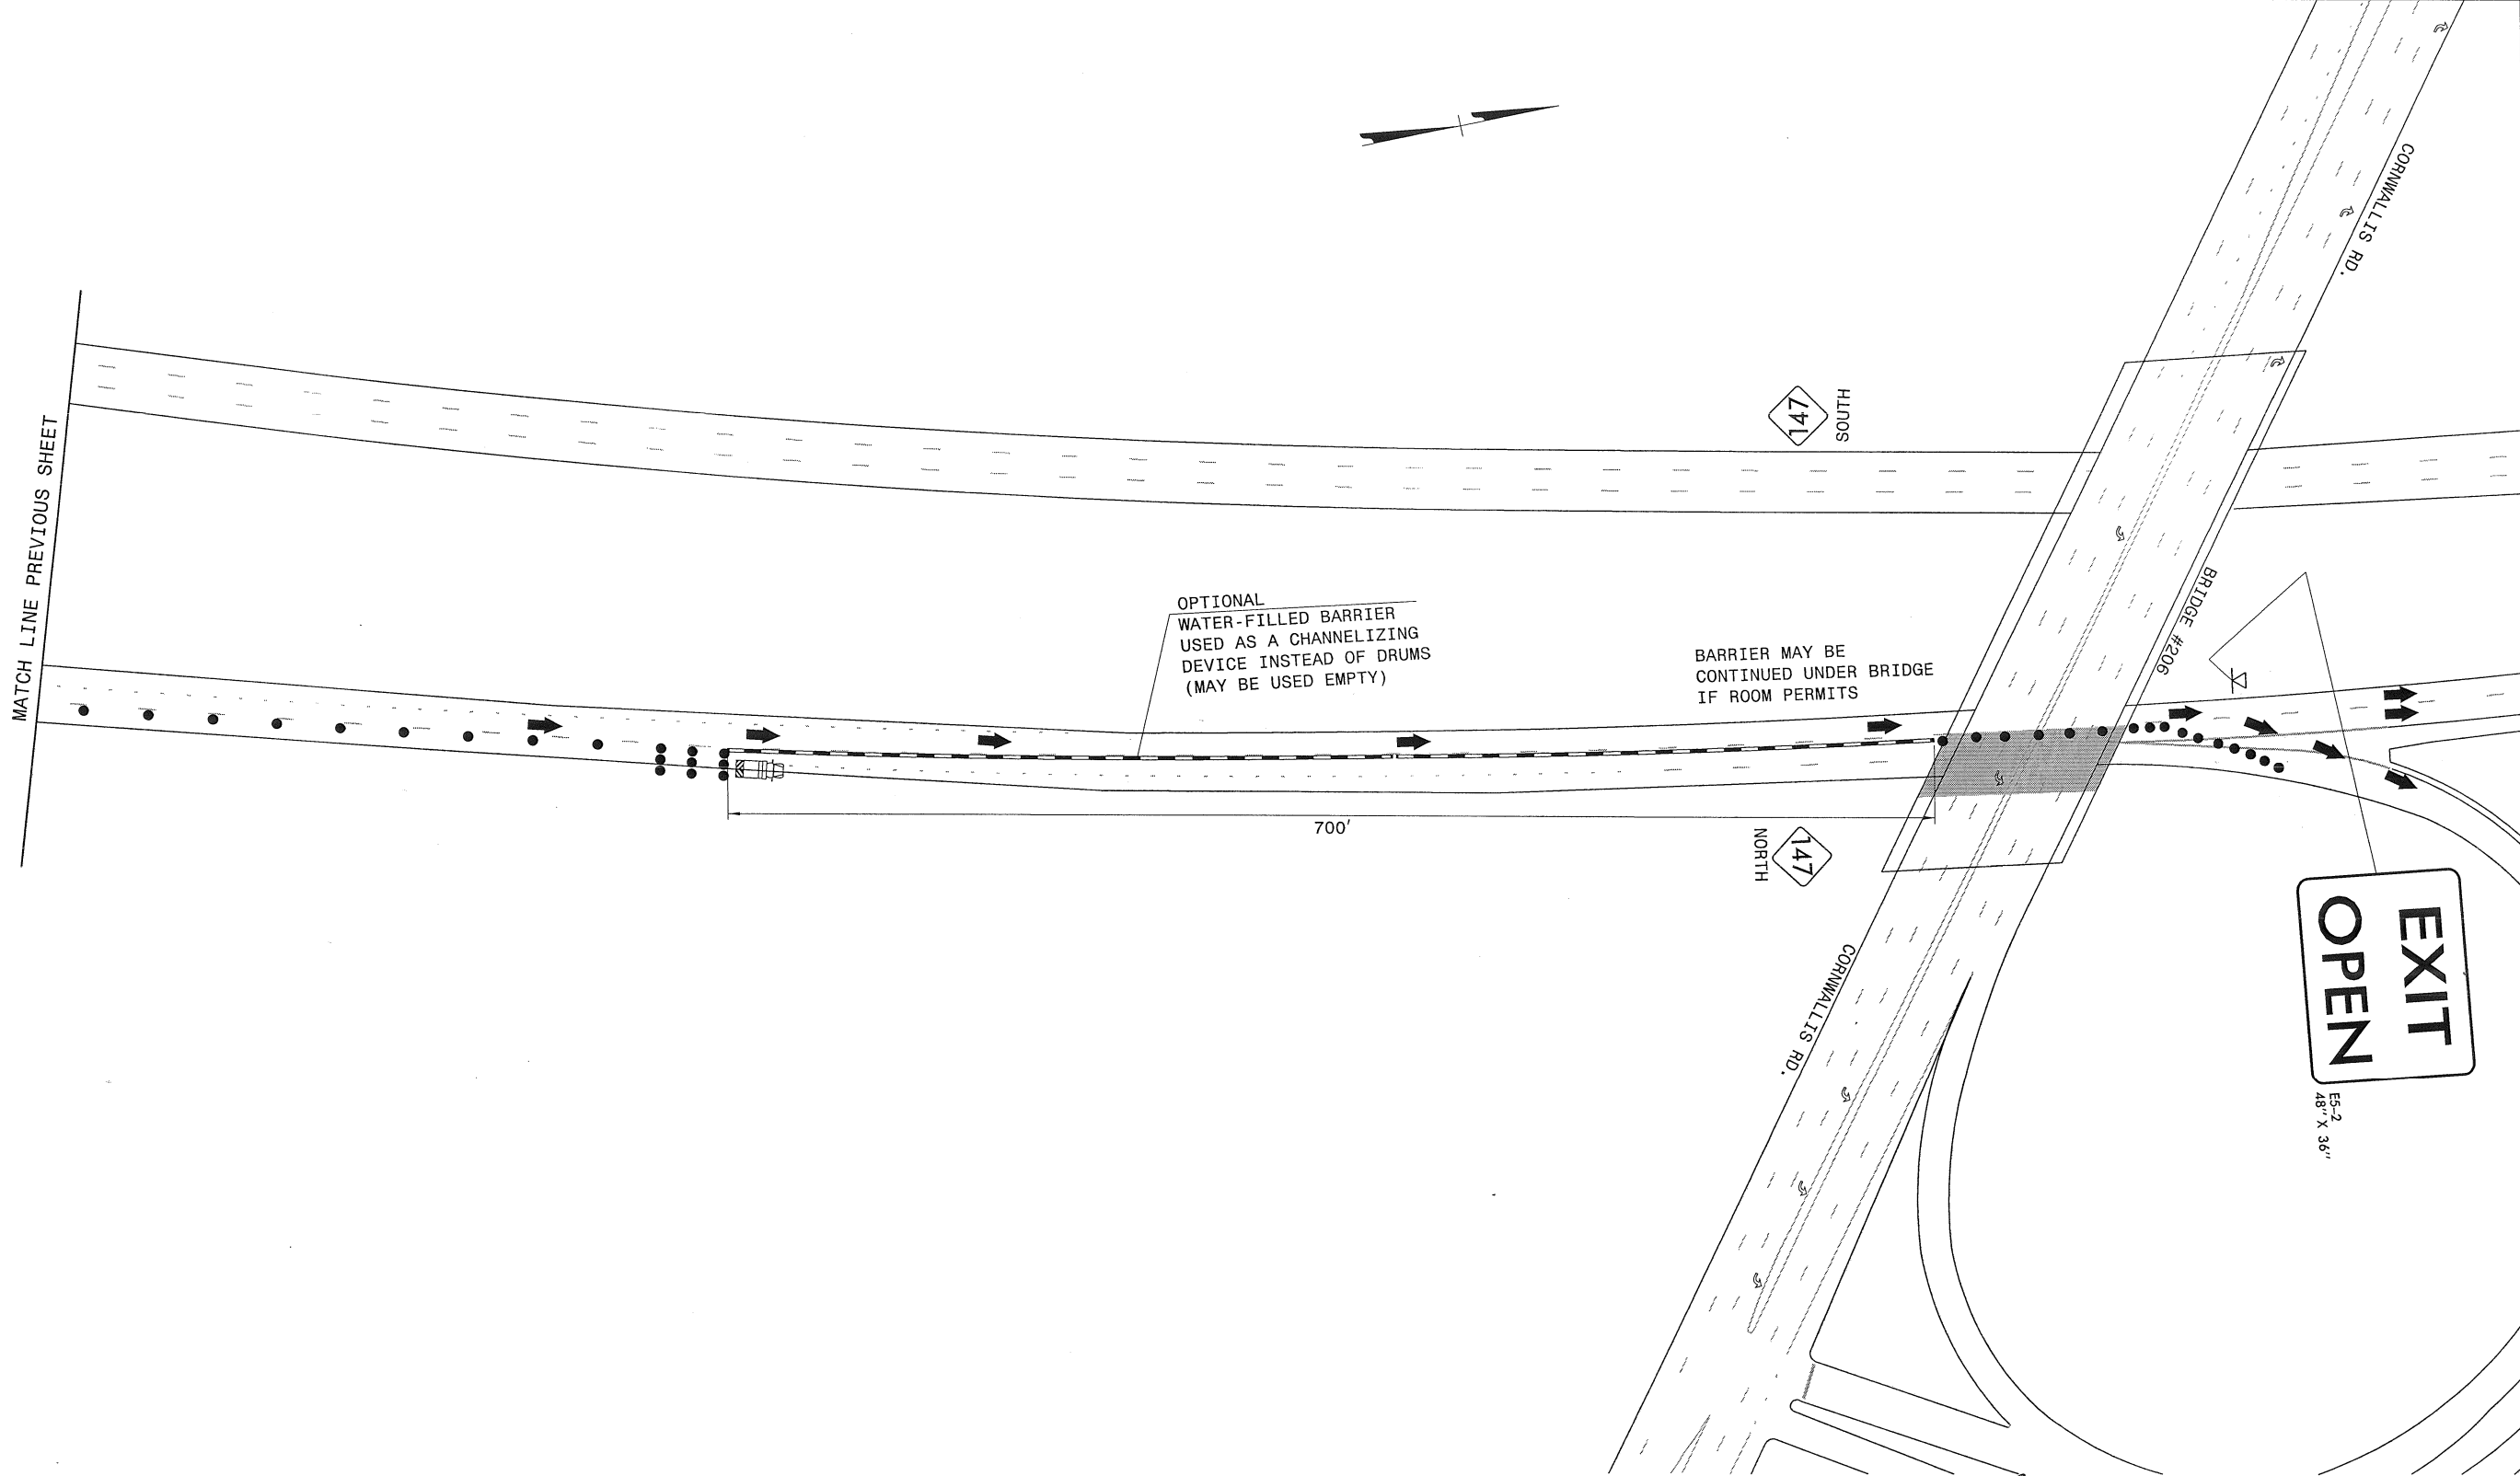 MATCH LINE PREVIOUS SHEET
CORNWALLIS RD.
147
SOUTH
OPTIONAL
WATER-FILLED BARRIER
USED AS A CHANNELIZING
DEVICE INSTEAD OF DRUMS
(MAY BE USED EMPTY)
BARRIER MAY BE
CONTINUED UNDER BRIDGE
IF ROOM PERMITS
BRIDGE #206
700'
147
NORTH
CORNWALLIS RD.
EXIT
OPEN
E5-2
48" X 36"